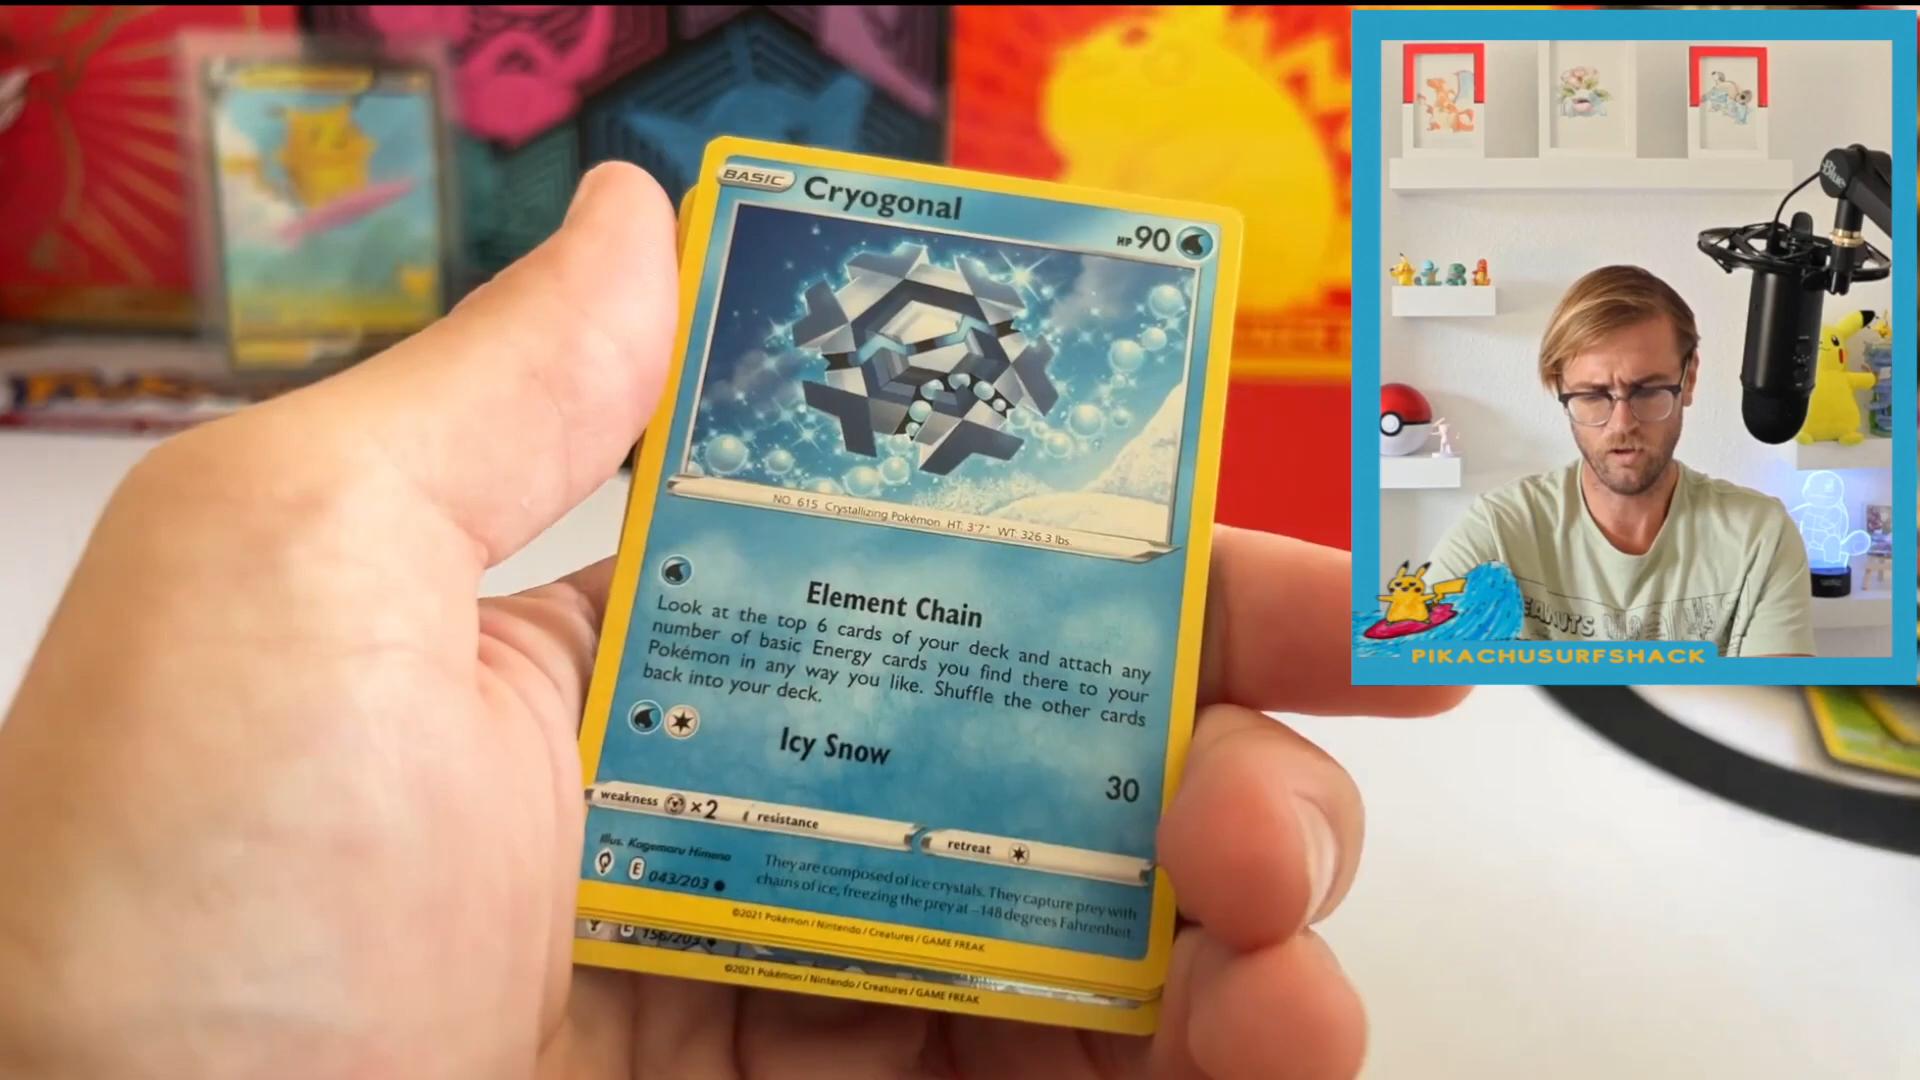 BASIC Cryogonal HP 90
NO. 615 Crystallizing Pokémon HT: 3'7" WT: 326.3 lbs.
Element Chain
Look at the top 6 cards of your deck and attach any
number of basic Energy cards you find there to your
Pokémon in any way you like. Shuffle the other cards
back into your deck.
Icy Snow
30
weakness ×2 resistance
retreat
Illus. Kagemaru Himeno
E 043/203
They are composed of ice crystals. They capture prey with
chains of ice, freezing the prey at -148 degrees Fahrenheit.
©2021 Pokémon / Nintendo / Creatures / GAME FREAK
E 156/203
©2021 Pokémon / Nintendo / Creatures / GAME FREAK
Blue
PEANUTS
PIKACHUSURFSHACK